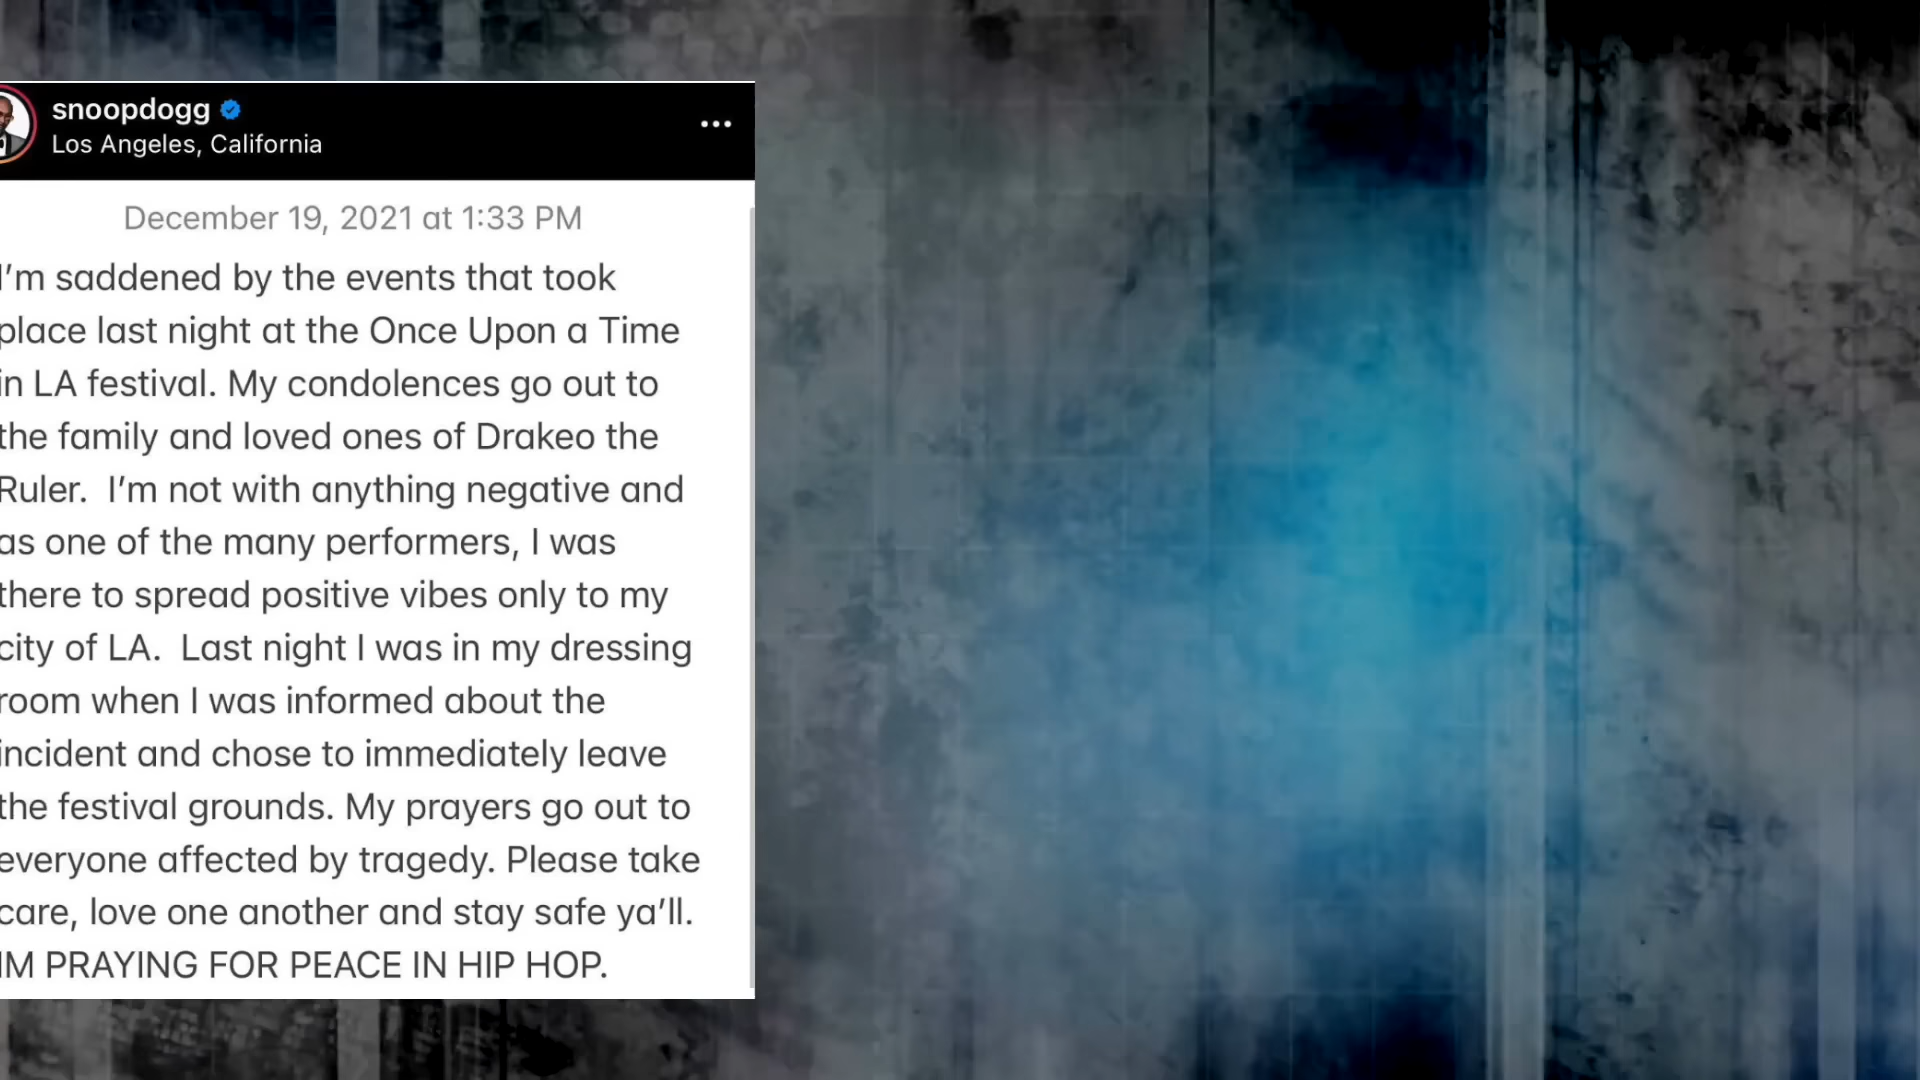 snoopdogg
Los Angeles, California
December 19, 2021 at 1:33 PM
I'm saddened by the events that took
place last night at the Once Upon a Time
in LA festival. My condolences go out to
the family and loved ones of Drakeo the
Ruler.  I'm not with anything negative and
as one of the many performers, I was
there to spread positive vibes only to my
city of LA.  Last night I was in my dressing
room when I was informed about the
incident and chose to immediately leave
the festival grounds. My prayers go out to
everyone affected by tragedy. Please take
care, love one another and stay safe ya'll.
IM PRAYING FOR PEACE IN HIP HOP.